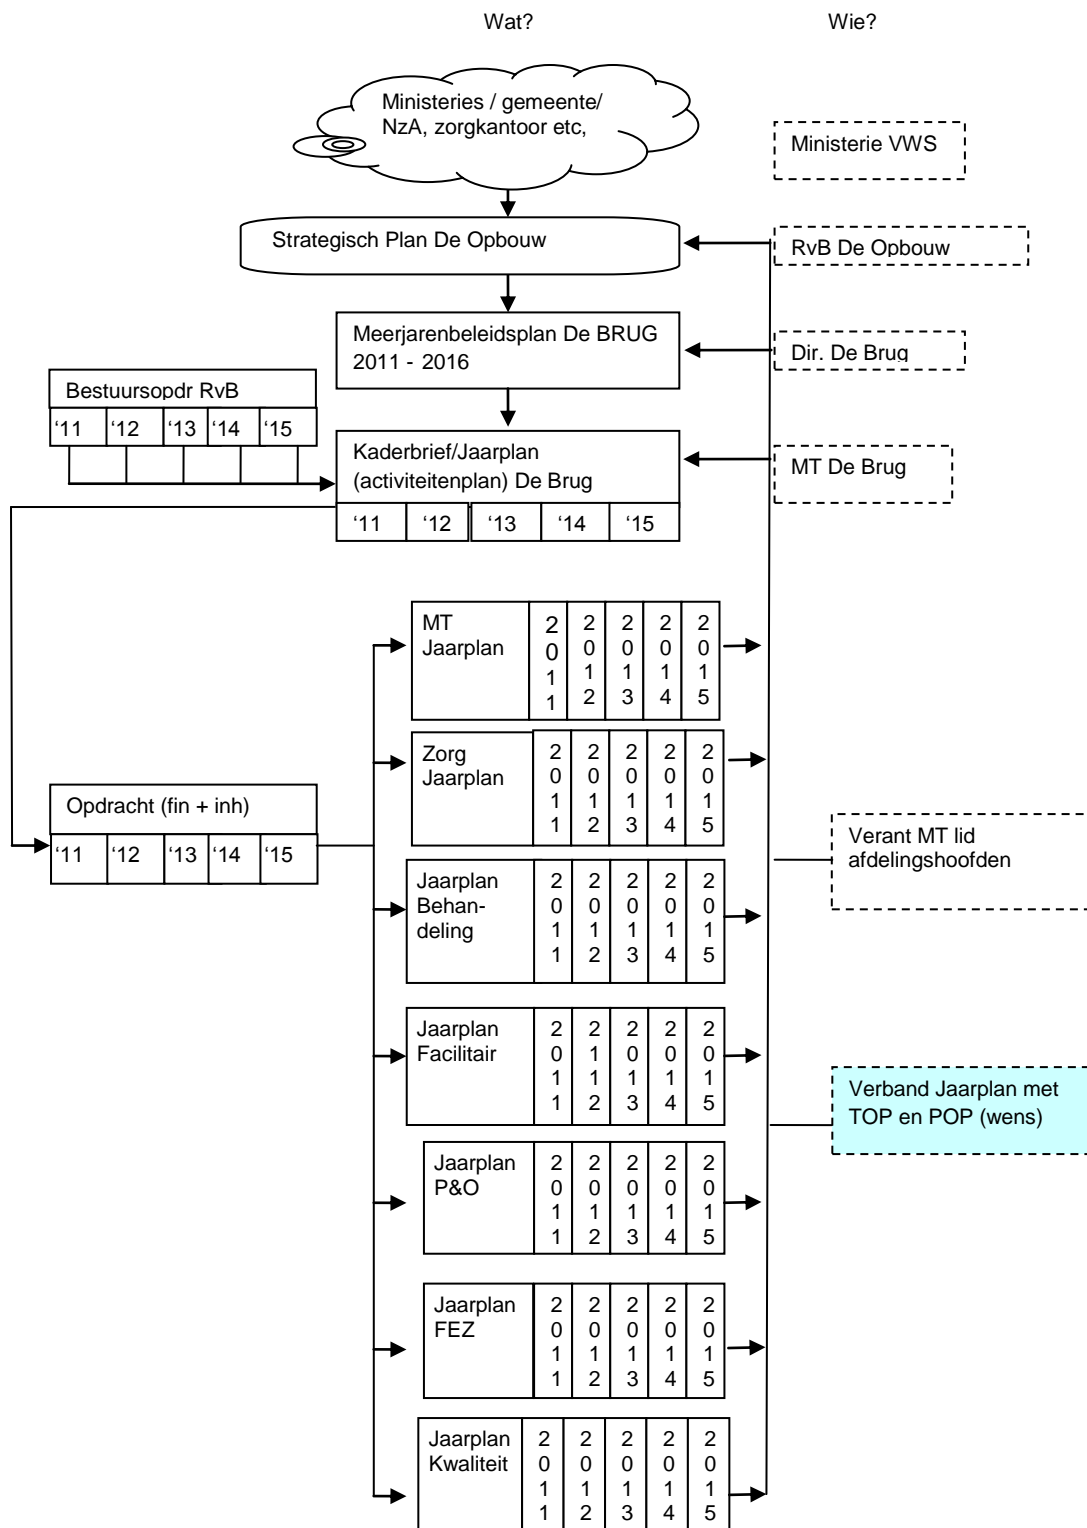 Wat?
Wie?
Ministeries / gemeente/
NzA, zorgkantoor etc,
Ministerie VWS
Strategisch Plan De Opbouw
RvB De Opbouw
Meerjarenbeleidsplan De BRUG
2011 - 2016
Dir. De Brug
Bestuursopdr RvB
‘11 ‘12 ‘13 ‘14 ‘15
Kaderbrief/Jaarplan
(activiteitenplan) De Brug
‘11 ‘12 ‘13 ‘14 ‘15
MT De Brug
MT
Jaarplan
2011 2012 2013 2014 2015
Zorg
Jaarplan
2011 2012 2013 2014 2015
Opdracht (fin + inh)
‘11 ‘12 ‘13 ‘14 ‘15
Verant MT lid
afdelingshoofden
Jaarplan
Behan-
deling
2011 2012 2013 2014 2015
Jaarplan
Facilitair
2011 2112 2013 2014 2015
Verband Jaarplan met
TOP en POP (wens)
Jaarplan
P&O
2011 2012 2013 2014 2015
Jaarplan
FEZ
2011 2012 2013 2014 2015
Jaarplan
Kwaliteit
2011 2012 2013 2014 2015